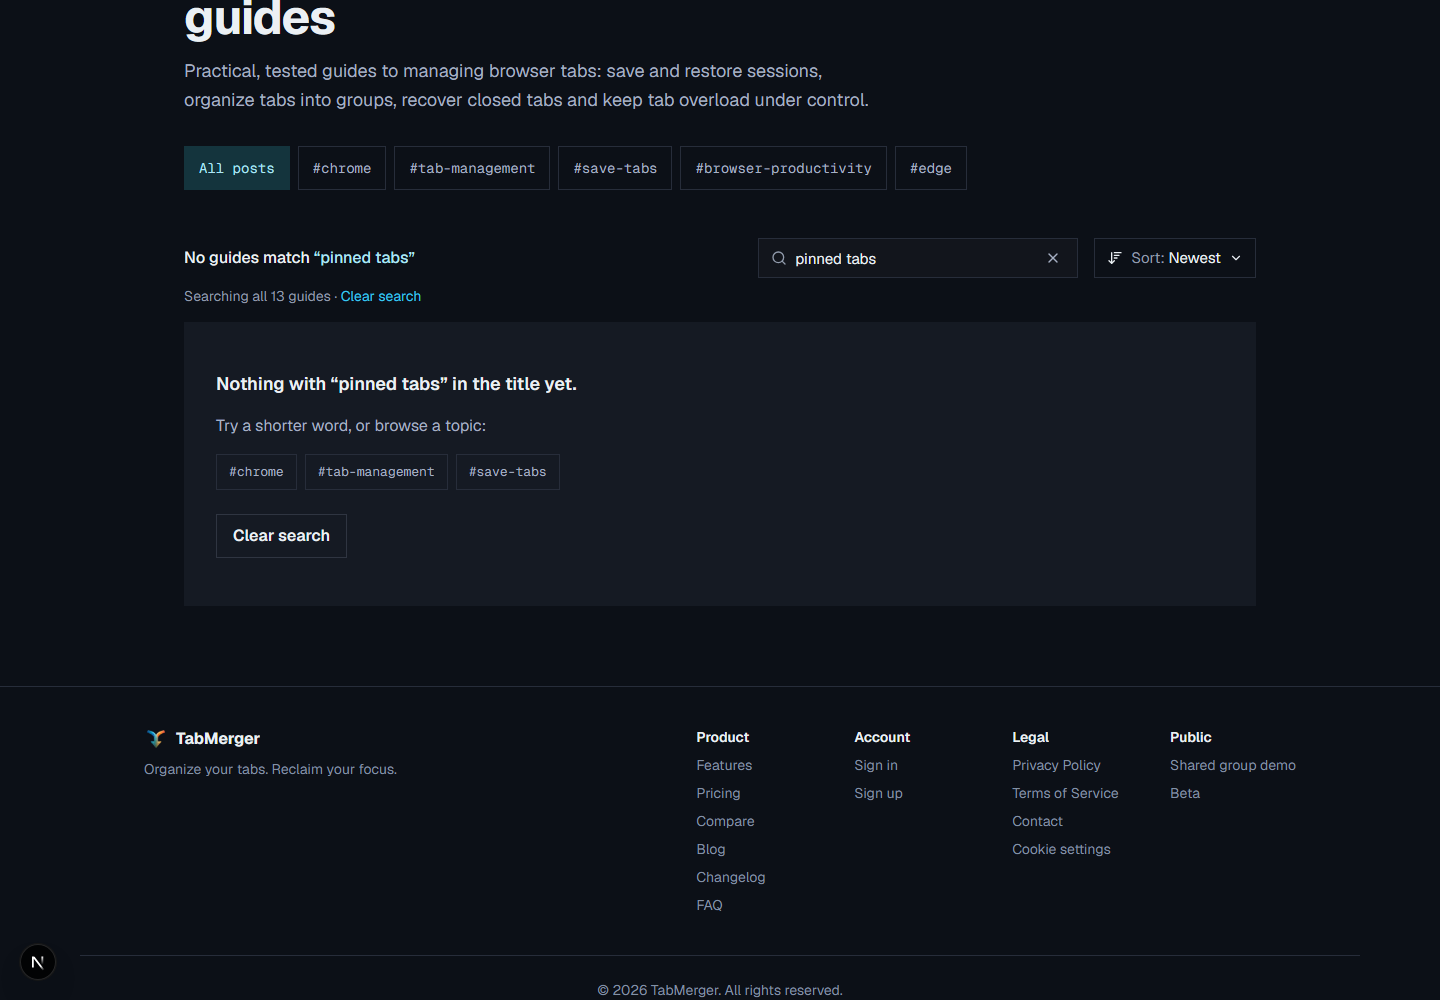 guides
Practical, tested guides to managing browser tabs: save and restore sessions,
organize tabs into groups, recover closed tabs and keep tab overload under control.
All posts
#chrome
#tab-management
#save-tabs
#browser-productivity
#edge
No guides match “pinned tabs”
pinned tabs
Sort: Newest
Searching all 13 guides · Clear search
Nothing with “pinned tabs” in the title yet.
Try a shorter word, or browse a topic:
#chrome
#tab-management
#save-tabs
Clear search
TabMerger
Organize your tabs. Reclaim your focus.
Product
Features
Pricing
Compare
Blog
Changelog
FAQ
Account
Sign in
Sign up
Legal
Privacy Policy
Terms of Service
Contact
Cookie settings
Public
Shared group demo
Beta
N
© 2026 TabMerger. All rights reserved.